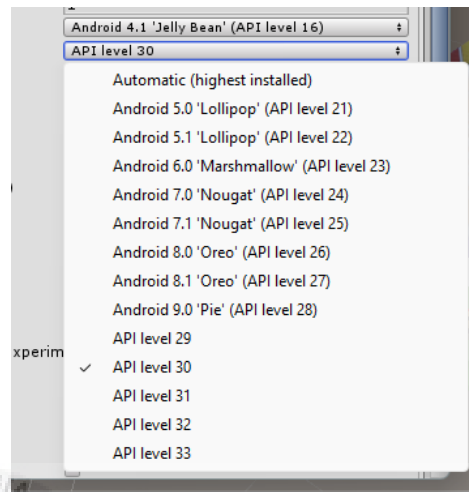 Android 4.1 'Jelly Bean' (API level 16)
API level 30
Automatic (highest installed)
Android 5.0 'Lollipop' (API level 21)
Android 5.1 'Lollipop' (API level 22)
Android 6.0 'Marshmallow' (API level 23)
Android 7.0 'Nougat' (API level 24)
Android 7.1 'Nougat' (API level 25)
Android 8.0 'Oreo' (API level 26)
Android 8.1 'Oreo' (API level 27)
Android 9.0 'Pie' (API level 28)
API level 29
xperim
API level 30
API level 31
API level 32
API level 33